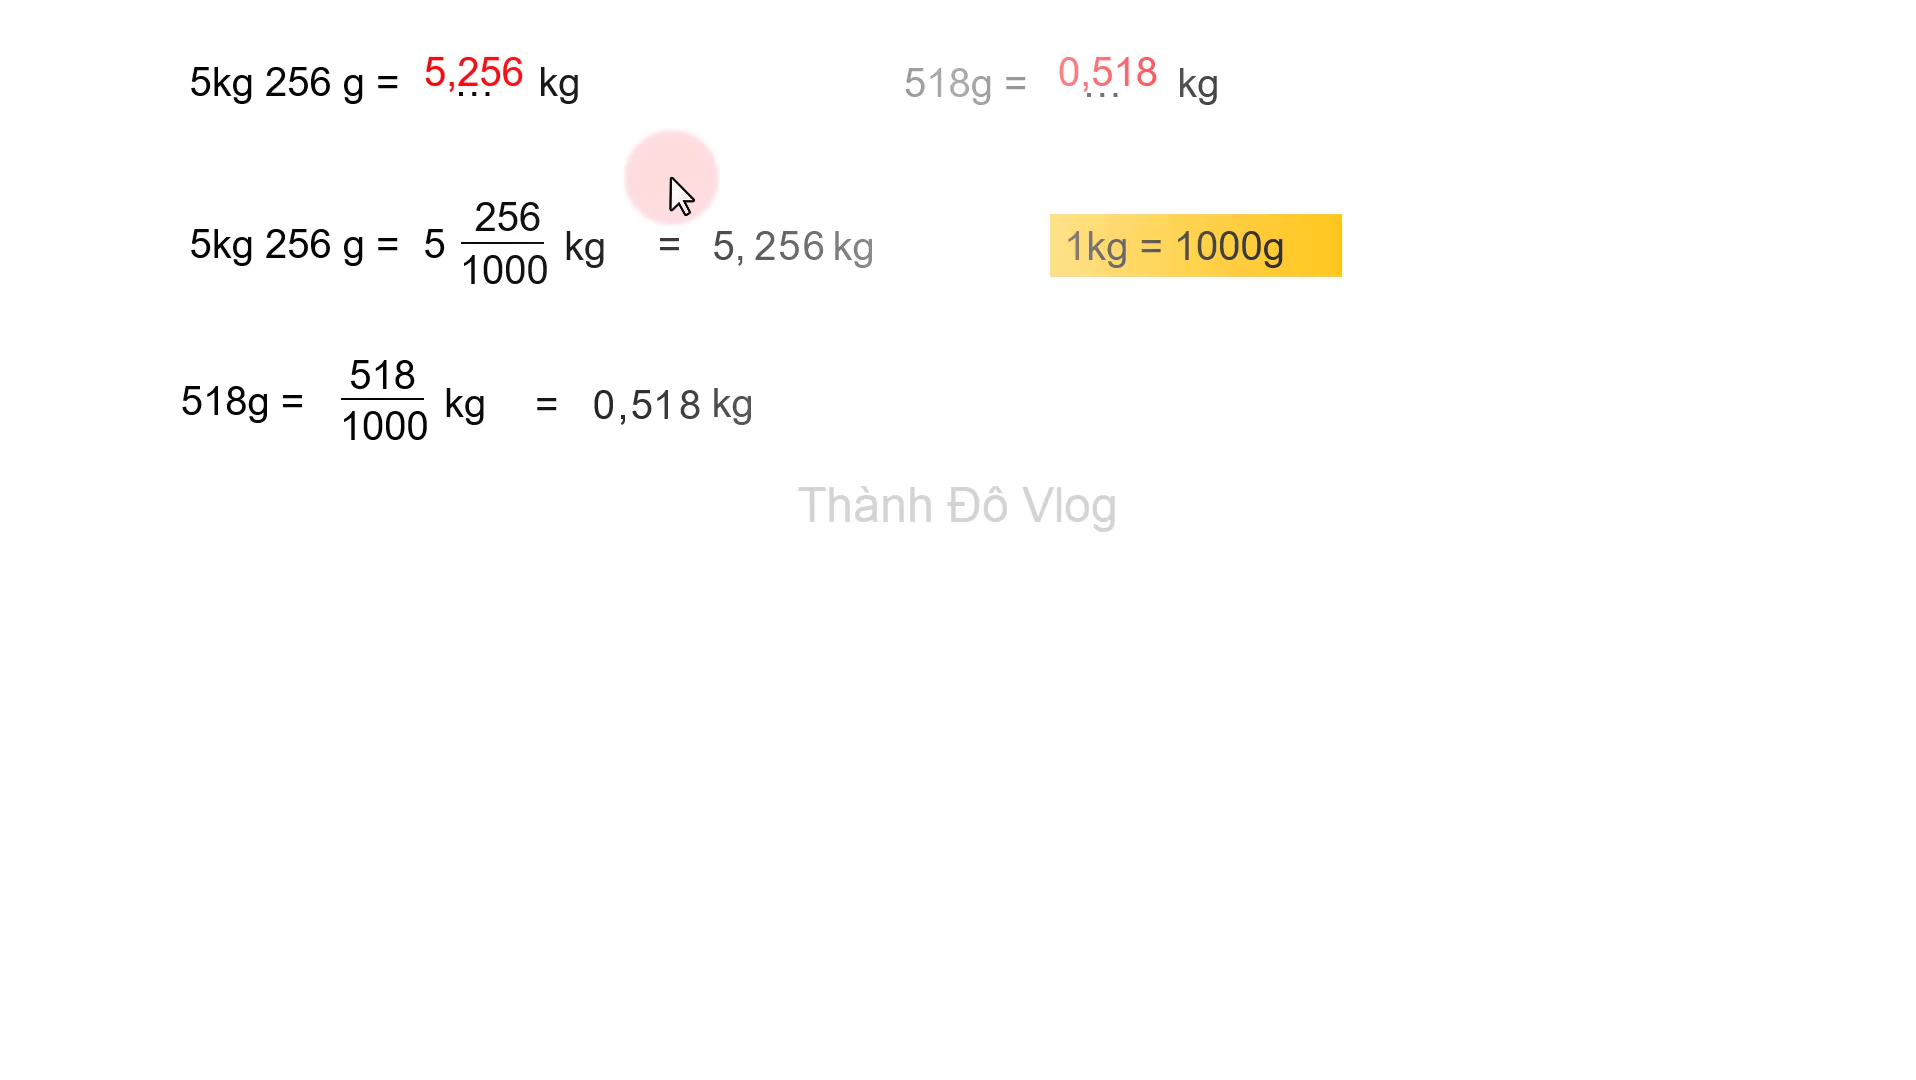 5kg 256 g = 5,256 ... kg
518g = 0,518 ... kg
5kg 256 g = 5 256/1000 kg = 5, 256 kg
1kg = 1000g
518g = 518/1000 kg = 0,518 kg
Thành Đô Vlog